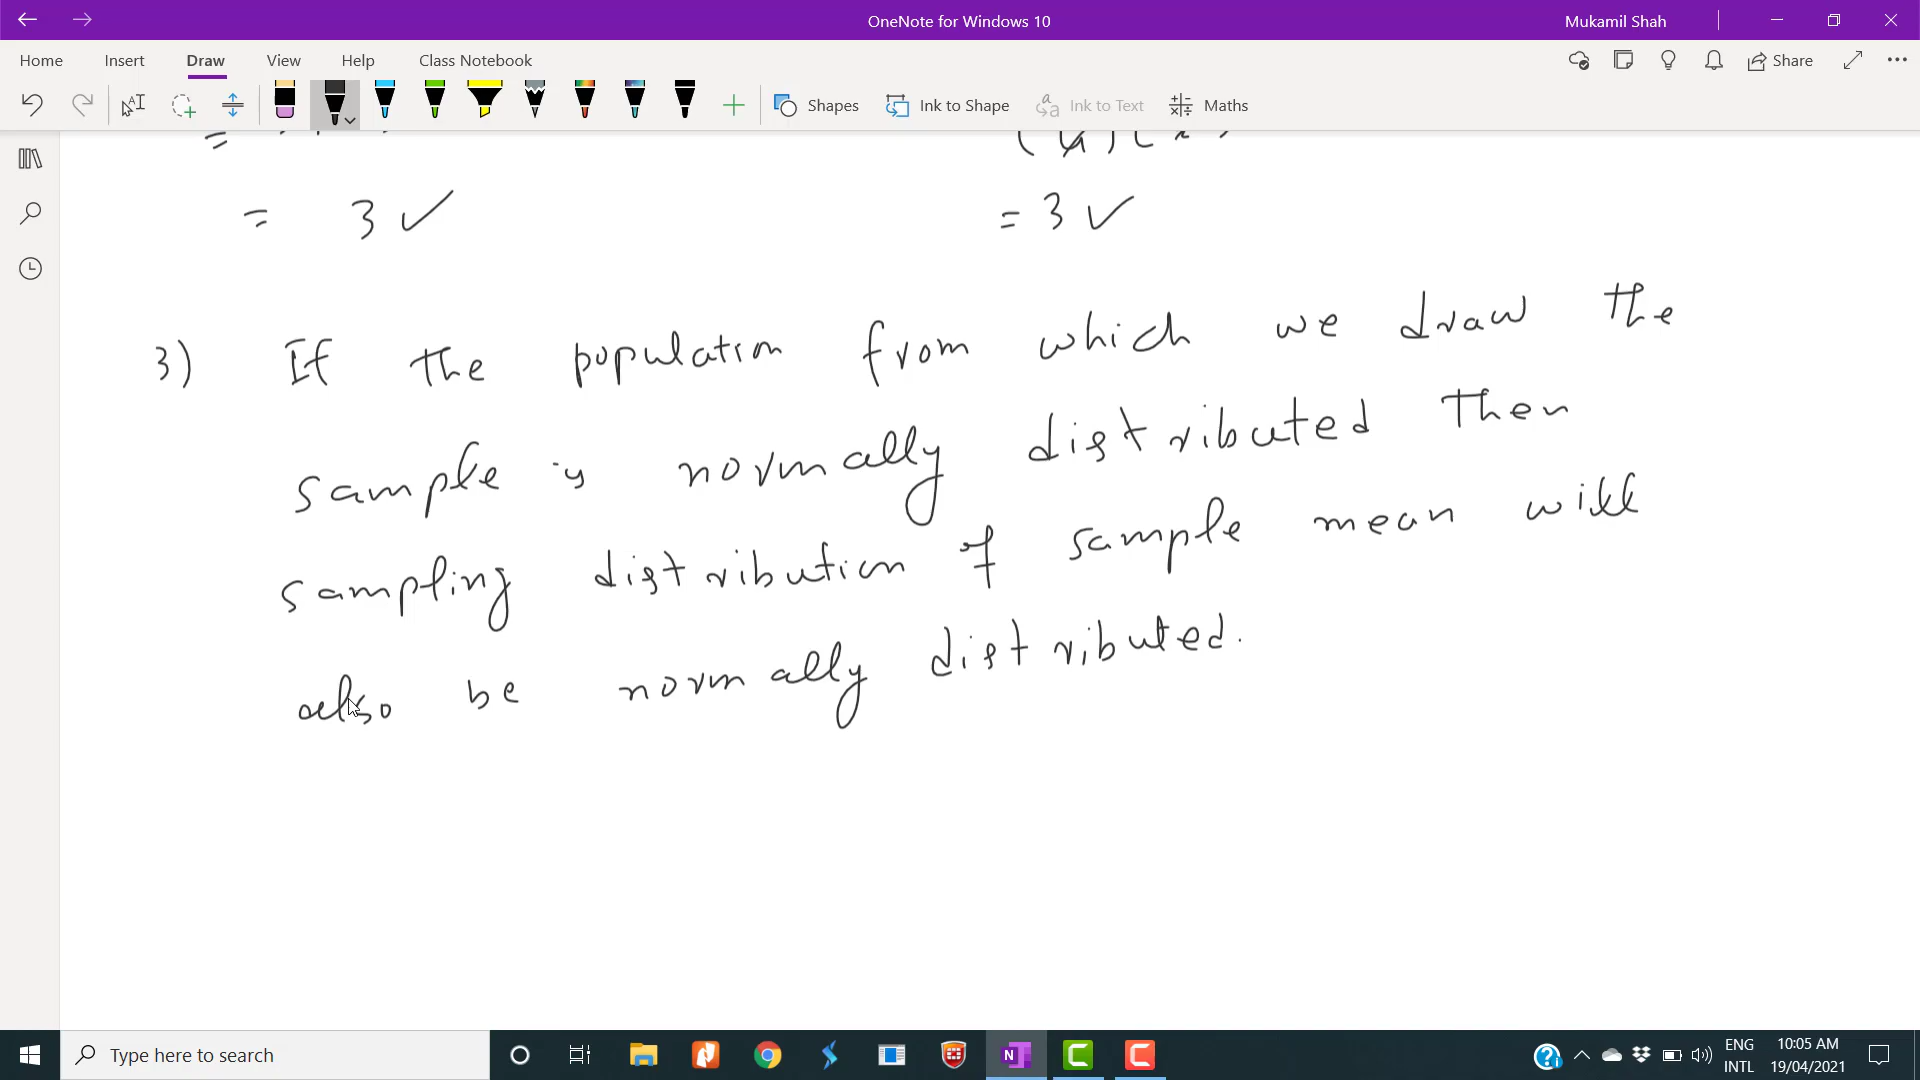 OneNote for Windows 10
Mukamil Shah
Home Insert Draw View Help Class Notebook
Share
Shapes Ink to Shape Ink to Text Maths
= 3 ✓ = 3 ✓
3) If the population from which we draw the
sample is normally distributed then
sampling distribution of sample mean will
also be normally distributed.
Type here to search
ENG 10:05 AM
INTL 19/04/2021